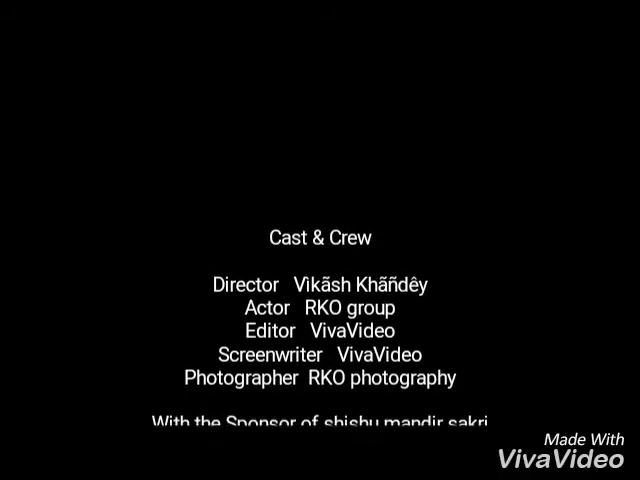 Cast & Crew
Director Vìkãsh Khãñdêy
Actor RKO group
Editor VivaVideo
Screenwriter VivaVideo
Photographer RKO photography
With the Sponsor of shishu mandir sakri
Made With
VivaVideo